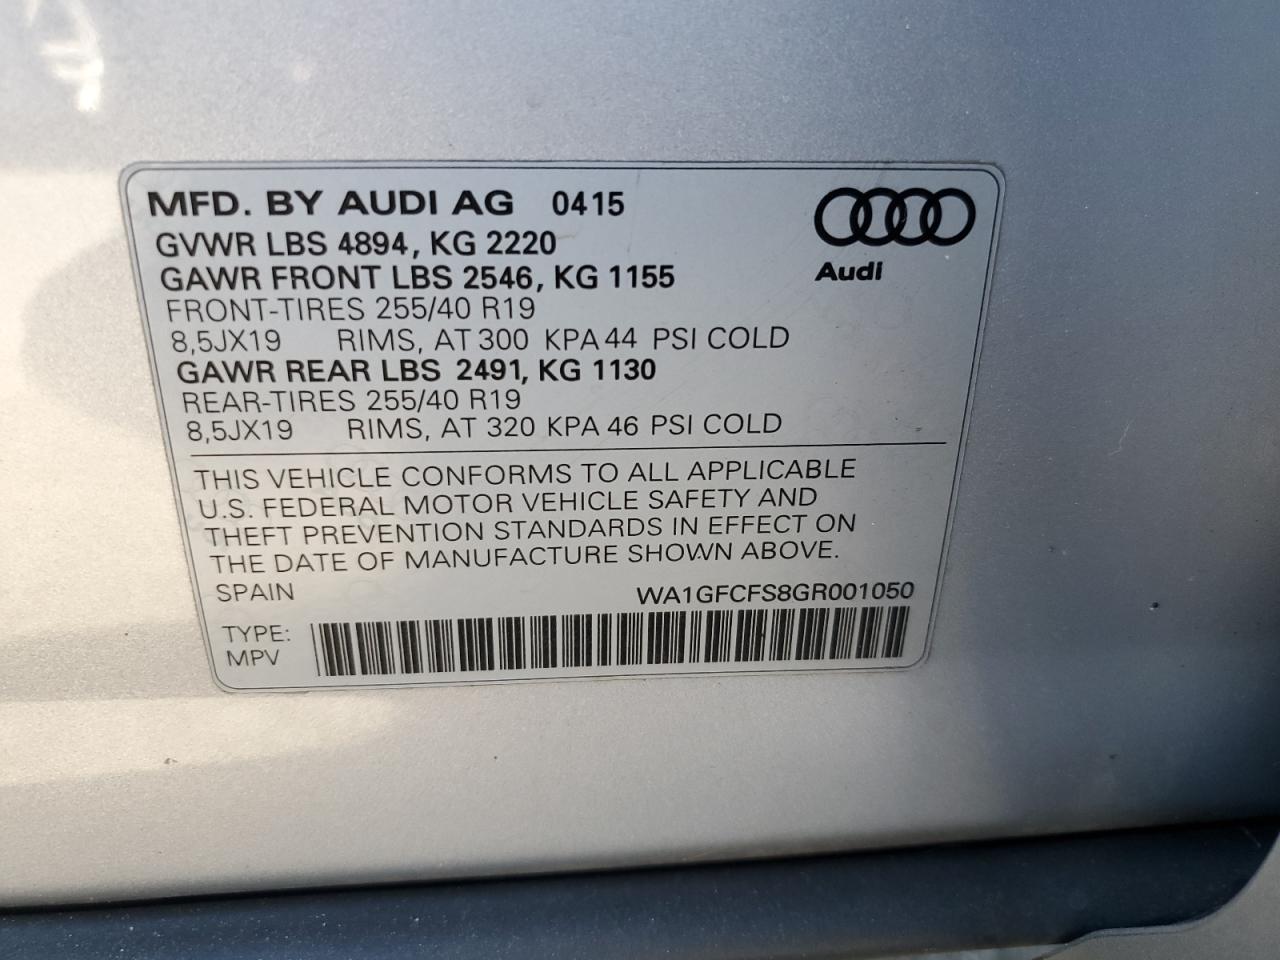 MFD. BY AUDI AG 0415
GVWR LBS 4894, KG 2220
GAWR FRONT LBS 2546, KG 1155
Audi
FRONT-TIRES 255/40 R19
8,5JX19 RIMS, AT 300 KPA 44 PSI COLD
GAWR REAR LBS 2491, KG 1130
REAR-TIRES 255/40 R19
8,5JX19 RIMS, AT 320 KPA 46 PSI COLD
THIS VEHICLE CONFORMS TO ALL APPLICABLE
U.S. FEDERAL MOTOR VEHICLE SAFETY AND
THEFT PREVENTION STANDARDS IN EFFECT ON
THE DATE OF MANUFACTURE SHOWN ABOVE.
SPAIN WA1GFCFS8GR001050
TYPE:
MPV